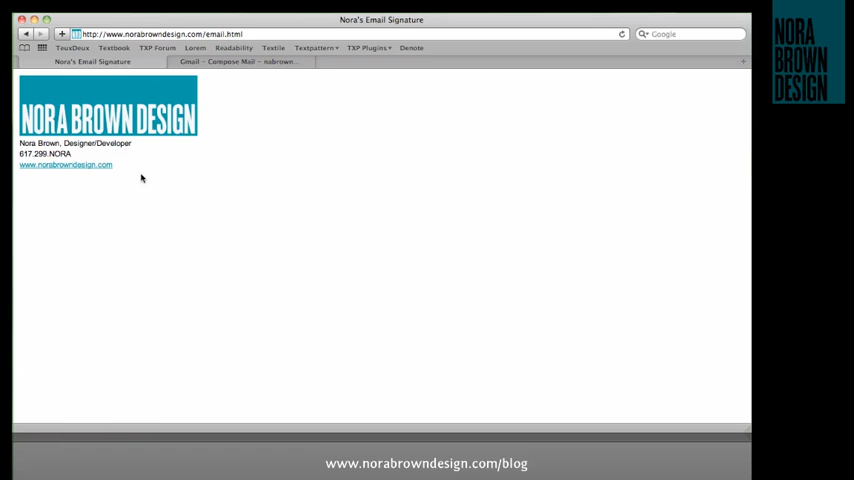 Nora's Email Signature
http://www.norabrowndesign.com/email.html
Google
TeuxDeux Textbook TXP Forum Lorem Readability Textile Textpattern TXP Plugins Denote
Nora's Email Signature
Gmail - Compose Mail - nabrown...
NORA BROWN DESIGN
Nora Brown, Designer/Developer
617.299.NORA
www.norabrowndesign.com
NORA
BROWN
DESIGN
www.norabrowndesign.com/blog